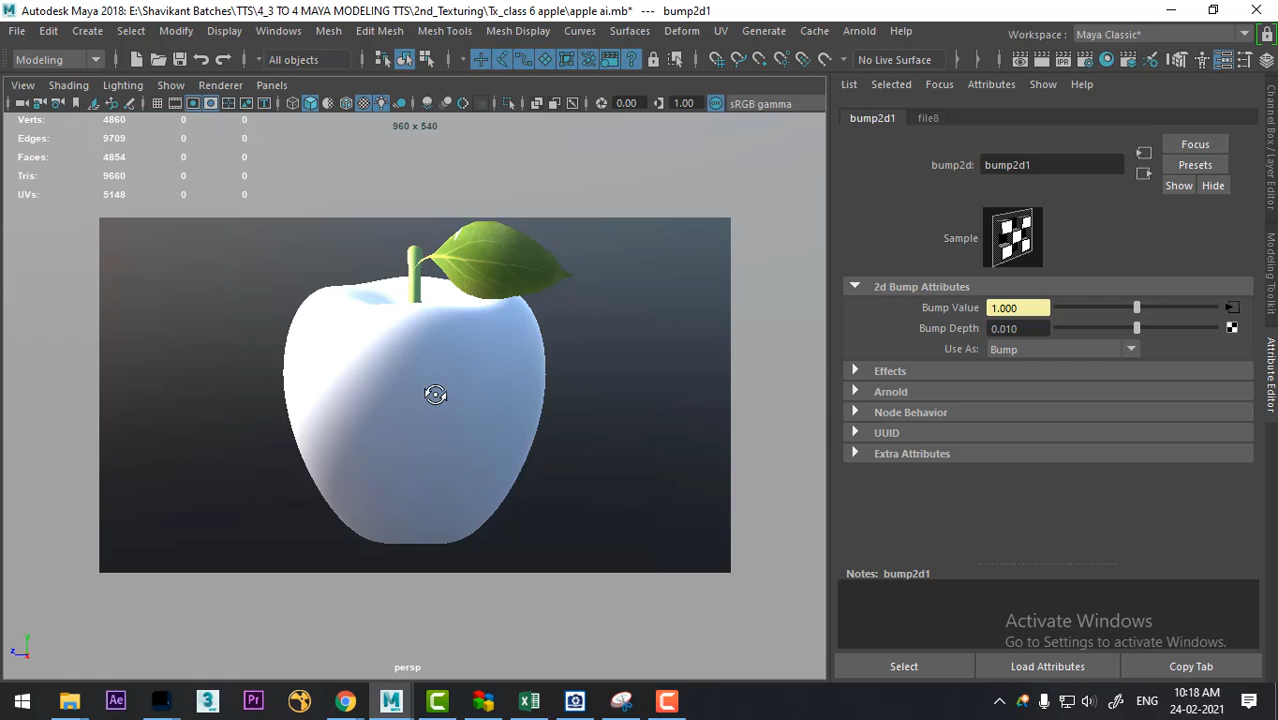 Autodesk Maya 2018: E:\Shavikant Batches\TTS\4_3 TO 4 MAYA MODELING TTS\2nd_Texturing\Tx_class 6 apple\apple ai.mb* --- bump2d1
File Edit Create Select Modify Display Windows Mesh Edit Mesh Mesh Tools Mesh Display Curves Surfaces Deform UV Generate Cache Arnold Help Workspace : Maya Classic*
Modeling All objects No Live Surface
View Shading Lighting Show Renderer Panels List Selected Focus Attributes Show Help
0.00 1.00 ON sRGB gamma
Verts: 4860 0 0
Edges: 9709 0 0
Faces: 4854 0 0
Tris: 9660 0 0
UVs: 5148 0 0
960 x 540
persp
bump2d1 file8
bump2d: bump2d1
Focus
Presets
Show Hide
Sample
2d Bump Attributes
Bump Value 1.000
Bump Depth 0.010
Use As: Bump
Effects
Arnold
Node Behavior
UUID
Extra Attributes
Notes: bump2d1
Activate Windows
Go to Settings to activate Windows.
Select Load Attributes Copy Tab
Channel Box / Layer Editor
Modeling Toolkit
Attribute Editor
y
z
Ae 3 Pr M C C
ENG 10:18 AM
24-02-2021